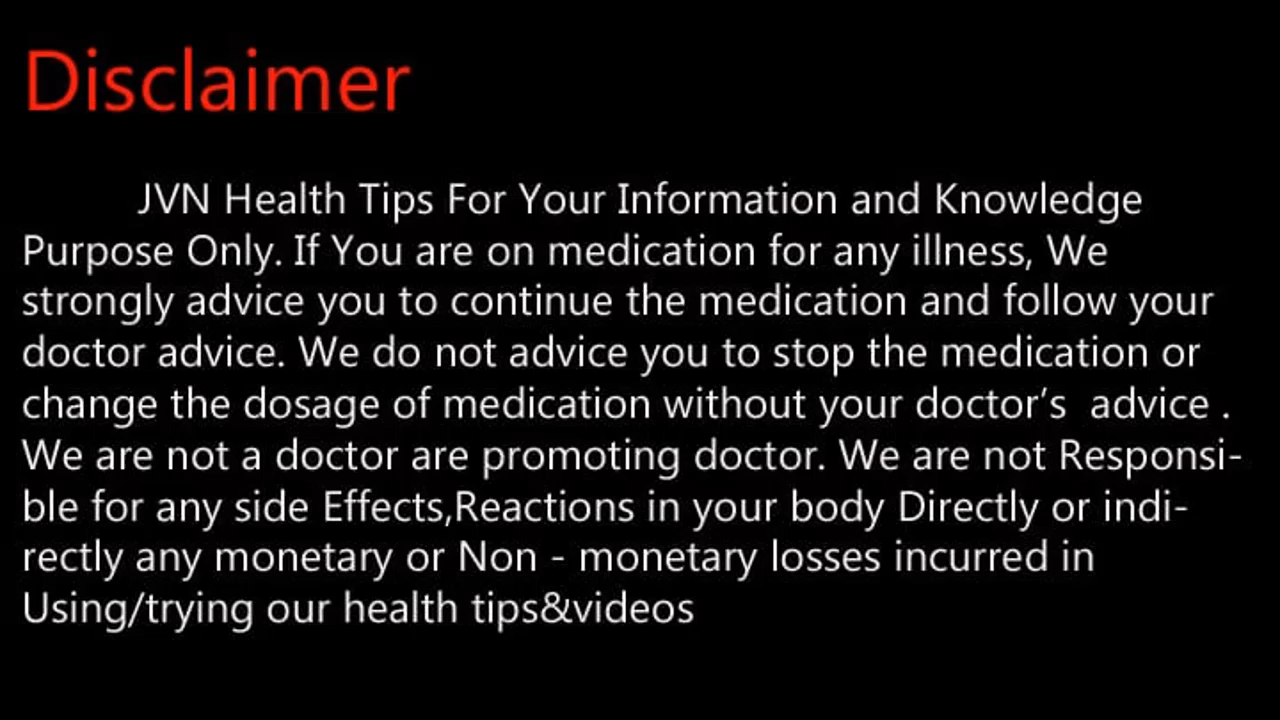 Disclaimer
JVN Health Tips For Your Information and Knowledge
Purpose Only. If You are on medication for any illness, We
strongly advice you to continue the medication and follow your
doctor advice. We do not advice you to stop the medication or
change the dosage of medication without your doctor’s  advice .
We are not a doctor are promoting doctor. We are not Responsi-
ble for any side Effects,Reactions in your body Directly or indi-
rectly any monetary or Non - monetary losses incurred in
Using/trying our health tips&videos